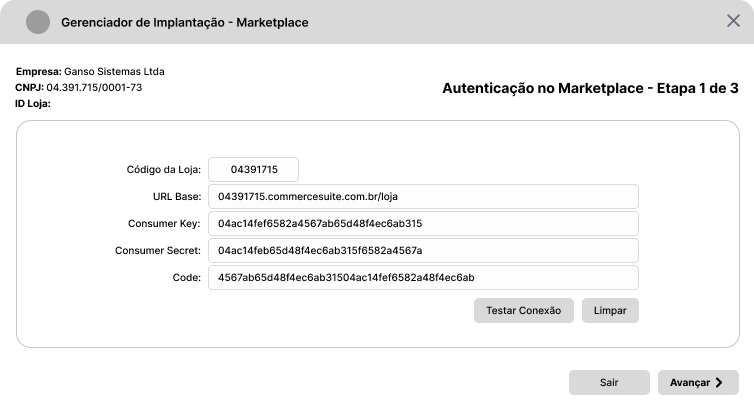 Gerenciador de Implantação - Marketplace
Empresa: Ganso Sistemas Ltda
CNPJ: 04.391.715/0001-73
ID Loja:
Autenticação no Marketplace - Etapa 1 de 3
Código da Loja: 04391715
URL Base: 04391715.commercesuite.com.br/loja
Consumer Key: 04ac14fef6582a4567ab65d48f4ec6ab315
Consumer Secret: 04ac14feb65d48f4ec6ab315f6582a4567a
Code: 4567ab65d48f4ec6ab31504ac14fef6582a48f4ec6ab
Testar Conexão Limpar
Sair Avançar